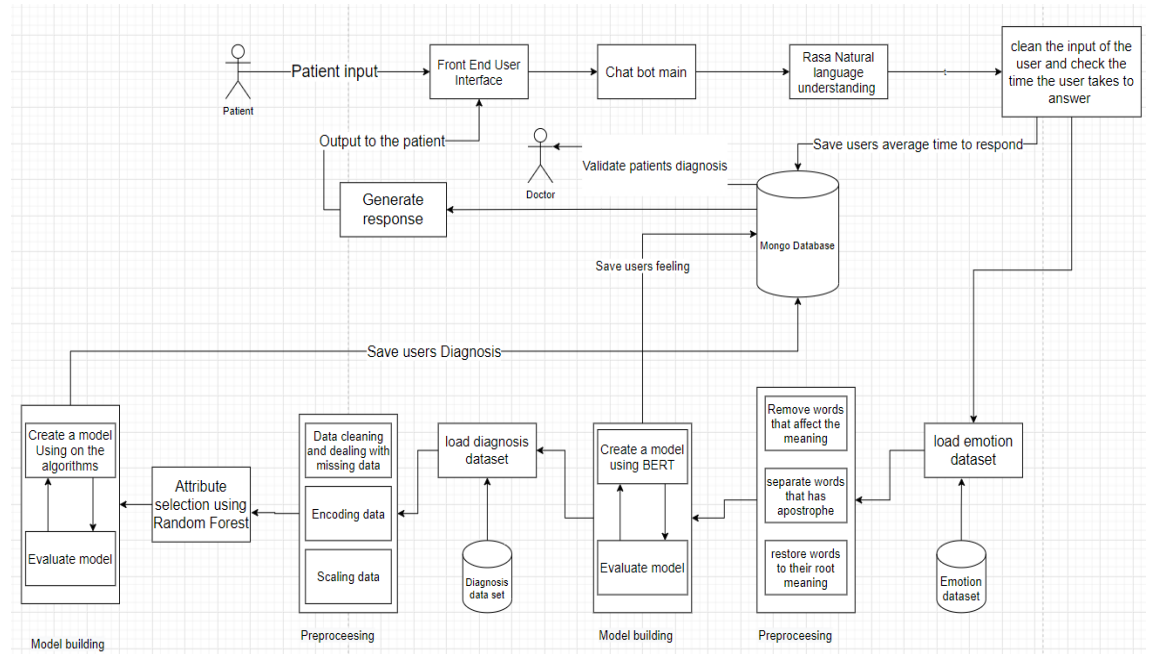 Patient input
Patient
Front End User
Interface
Chat bot main
Rasa Natural
language
understanding
:
clean the input of the
user and check the
time the user takes to
answer
Output to the patient
Doctor
Validate patients diagnosis
Save users average time to respond
Generate
response
Mongo Database
Save users feeling
Save users Diagnosis
Create a model
Using on the
algorithms
Evaluate model
Model building
Attribute
selection using
Random Forest
Data cleaning
and dealing with
missing data
Encoding data
Scaling data
Preproceesing
load diagnosis
dataset
Diagnosis
data set
Create a model
using BERT
Evaluate model
Model building
Remove words
that affect the
meaning
separate words
that has
apostrophe
restore words
to their root
meaning
Preproceesing
load emotion
dataset
Emotion
dataset